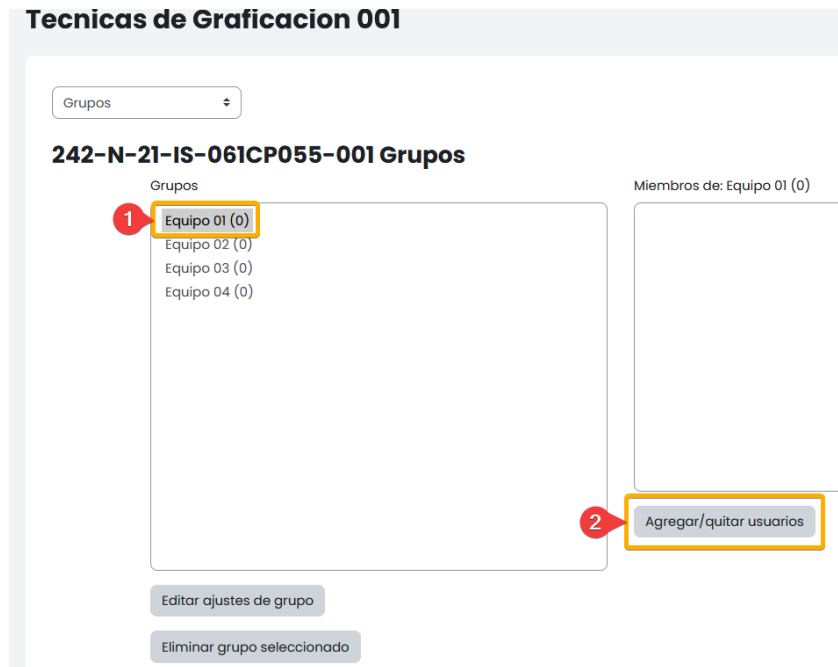 Tecnicas de Graficacion 001
Grupos
242-N-21-IS-061CP055-001 Grupos
Grupos
Miembros de: Equipo 01 (0)
1
Equipo 01 (0)
Equipo 02 (0)
Equipo 03 (0)
Equipo 04 (0)
2
Agregar/quitar usuarios
Editar ajustes de grupo
Eliminar grupo seleccionado